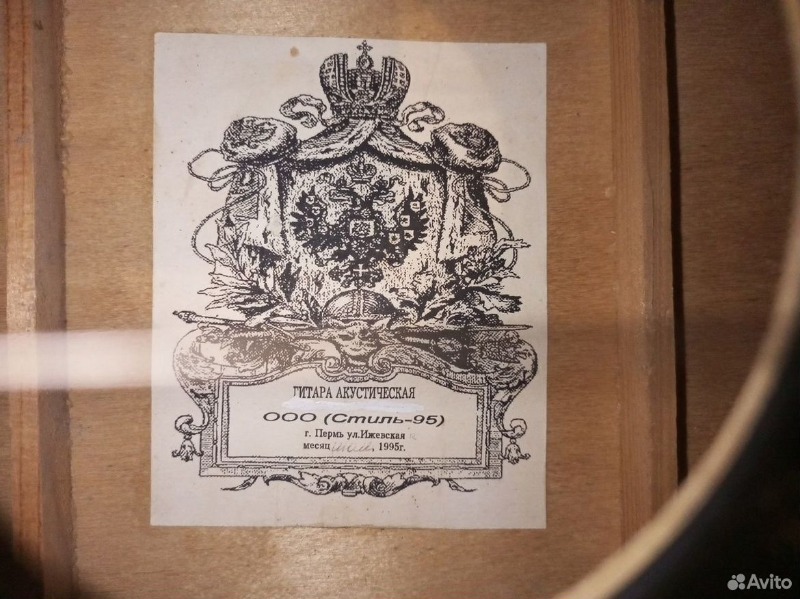 ГИТАРА АКУСТИЧЕСКАЯ
ООО (Стиль-95)
г. Пермь ул.Ижевская
месяц 1995г.
Avito